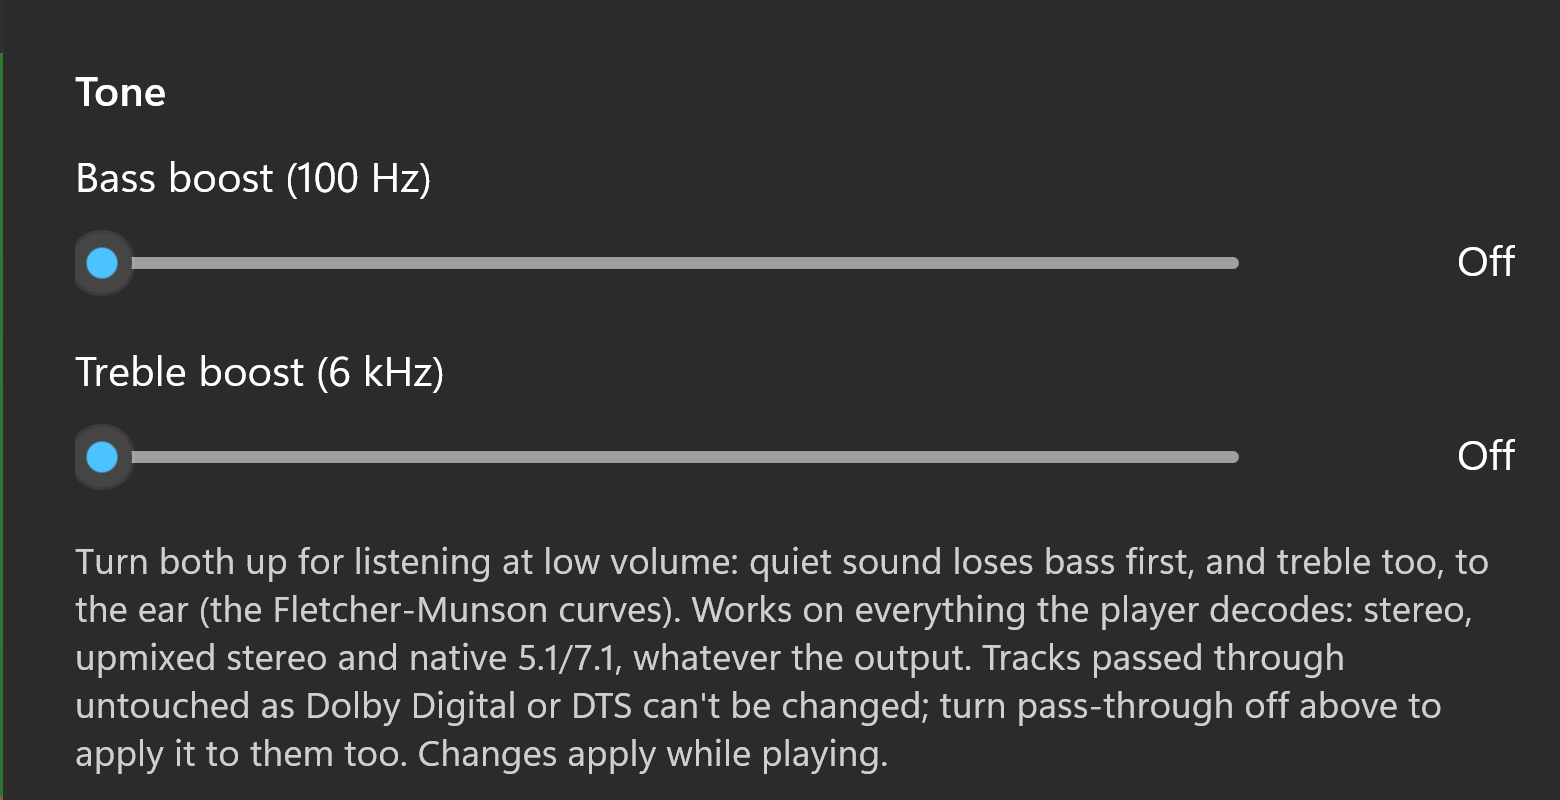 Tone
Bass boost (100 Hz)
Off
Treble boost (6 kHz)
Off
Turn both up for listening at low volume: quiet sound loses bass first, and treble too, to
the ear (the Fletcher-Munson curves). Works on everything the player decodes: stereo,
upmixed stereo and native 5.1/7.1, whatever the output. Tracks passed through
untouched as Dolby Digital or DTS can't be changed; turn pass-through off above to
apply it to them too. Changes apply while playing.